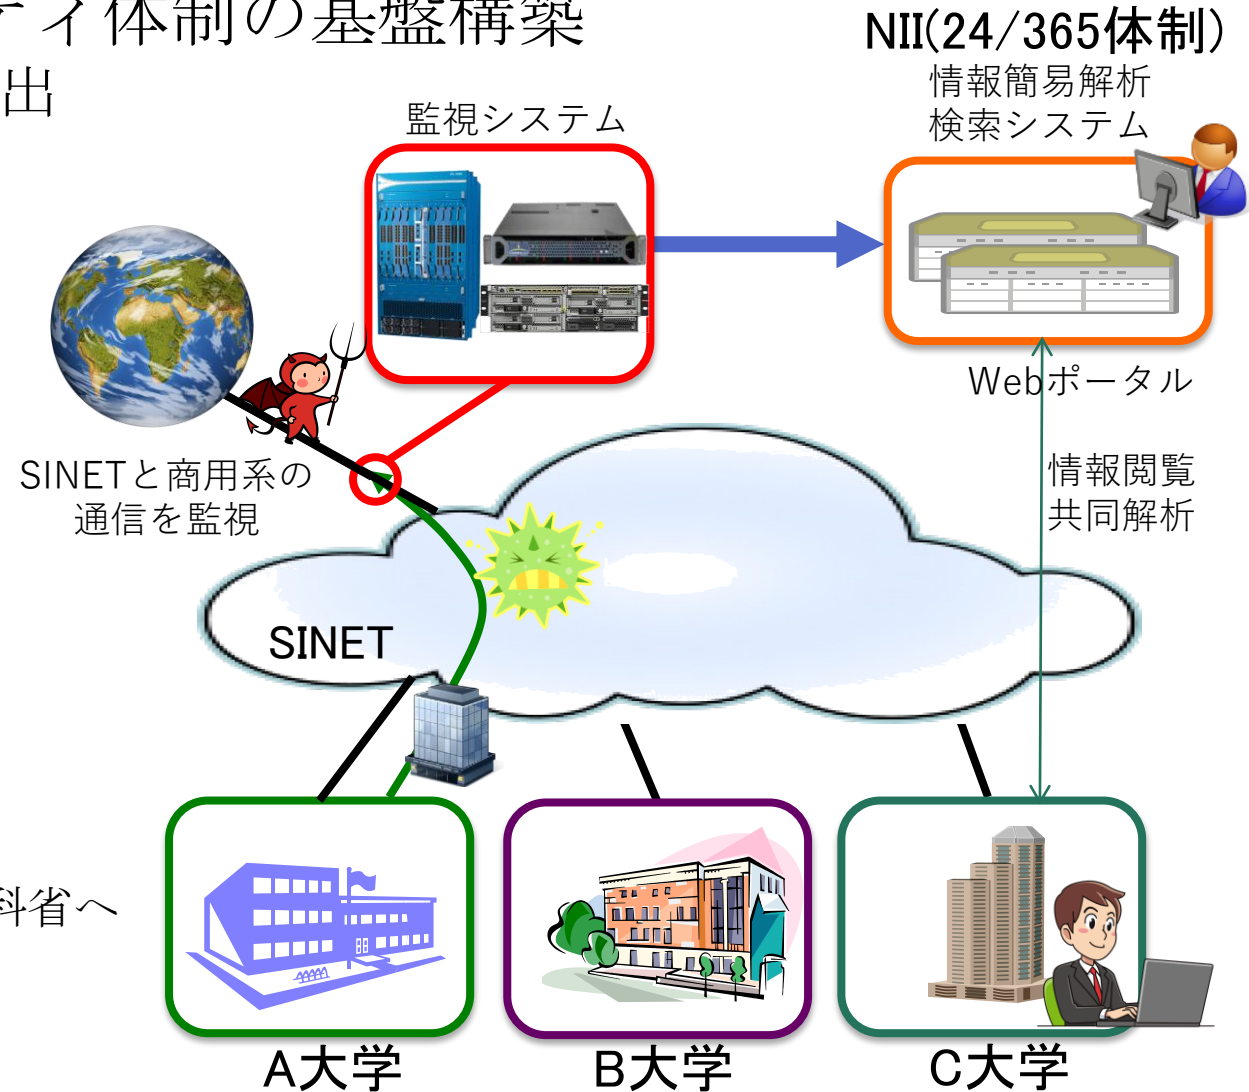 ティ体制の基盤構築
出
NII(24/365体制)
情報簡易解析
検索システム
監視システム
Webポータル
SINETと商用系の
通信を監視
情報閲覧
共同解析
SINET
科省へ
A大学
B大学
C大学